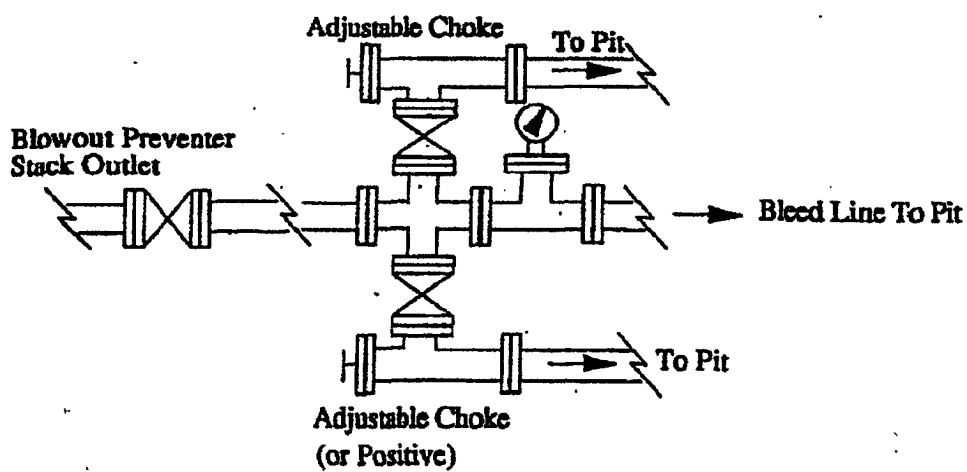 Adjustable Choke
To Pit
Blowout Preventer
Stack Outlet
Bleed Line To Pit
To Pit
Adjustable Choke
(or Positive)